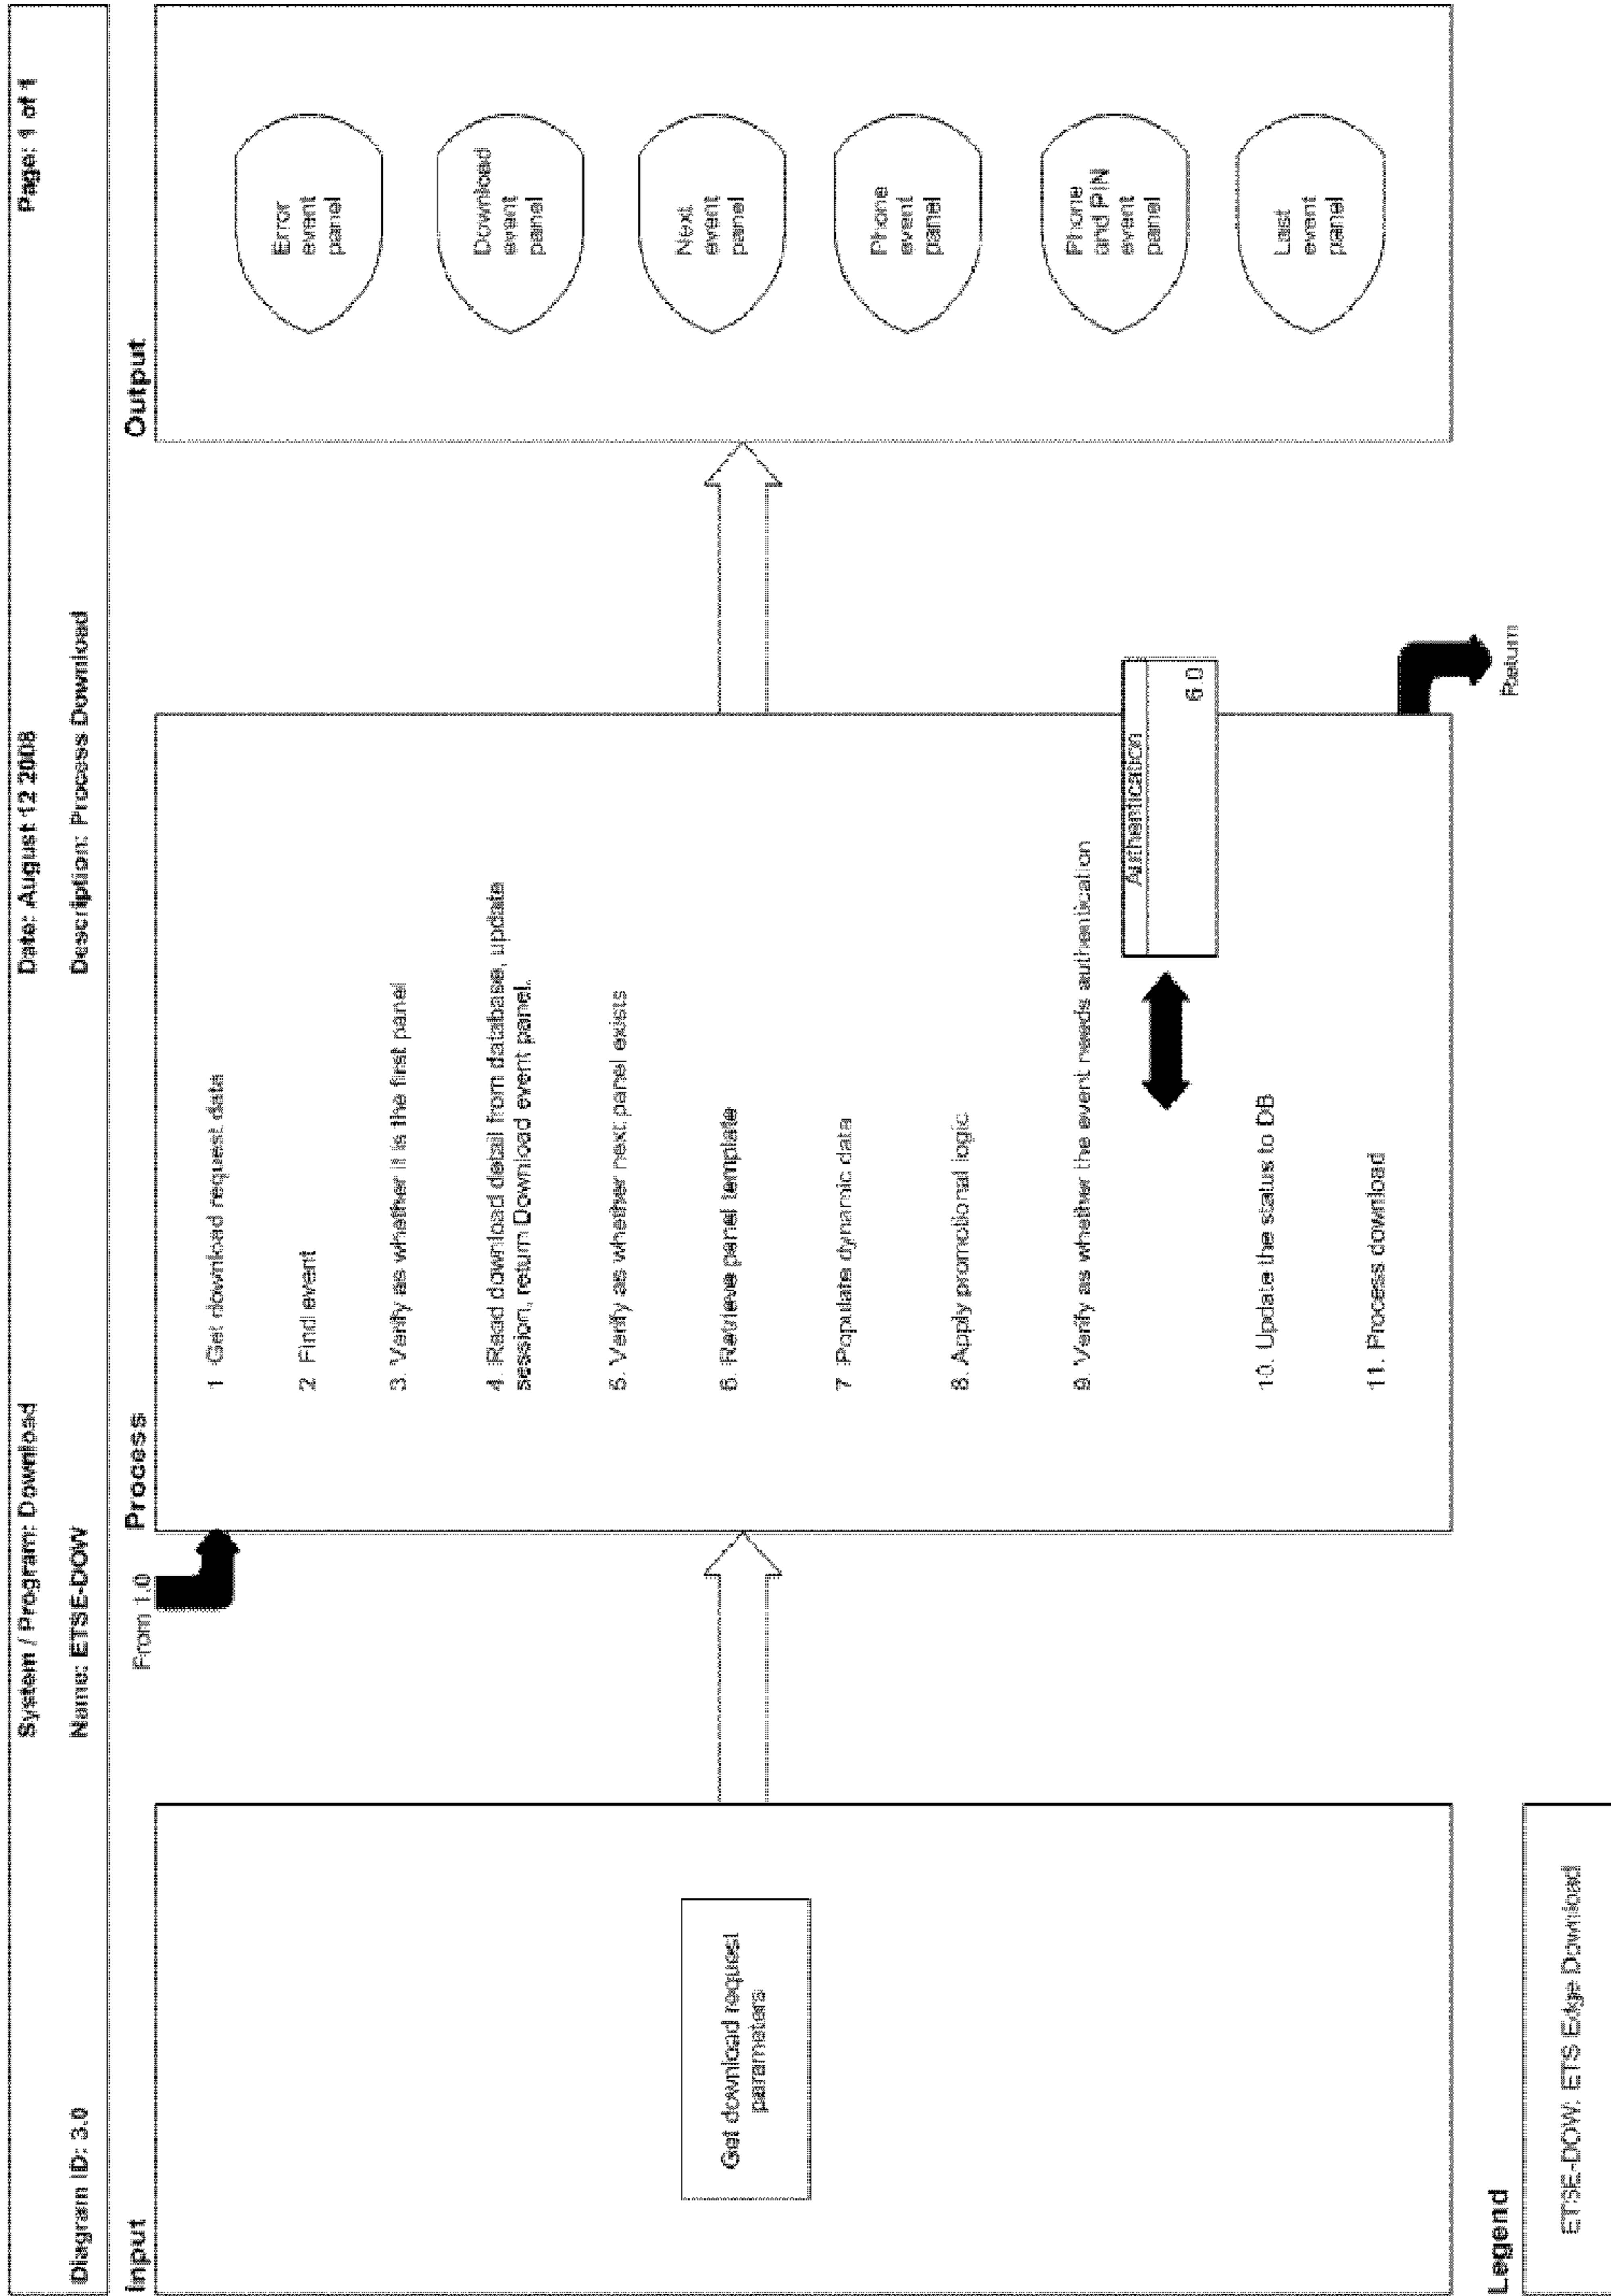 System / Program: Download
Date: August 12 2008
Page: 1 of 1
Diagram ID: 3.0
Name: ETSE-DOW
Description: Process Download
Input
Get download request
parameters
From 1.0
Process
1 Get download request data
2 Find event
3. Verify as whether it is the first panel
4. Read download detail from database, update
session, return Download event panel.
5. Verify as whether next panel exists
6. Retrieve panel template
7 Populate dynamic data
8. Apply promotional logic
9. Verify as whether the event needs authentication
Authentication
6.0
10. Update the status to DB
11. Process download
Return
Output
Error
event
panel
Download
event
panel
Next
event
panel
Phone
event
panel
Phone
and PIN
event
panel
Last
event
panel
Legend
ETSE-DOW: ETS Edge Download